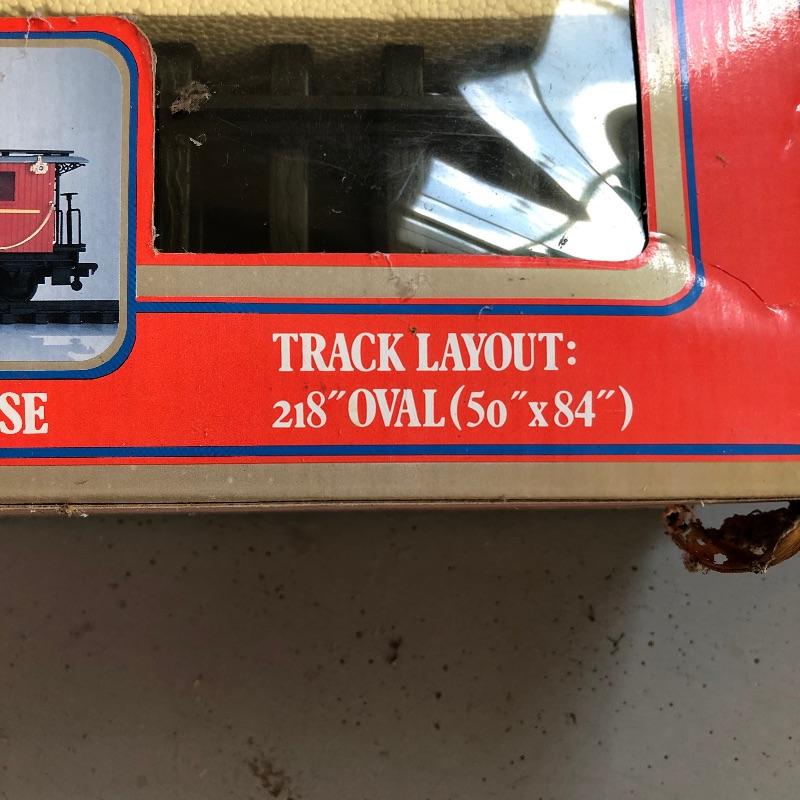 TRACK LAYOUT:
218" OVAL (50" x 84")
SE